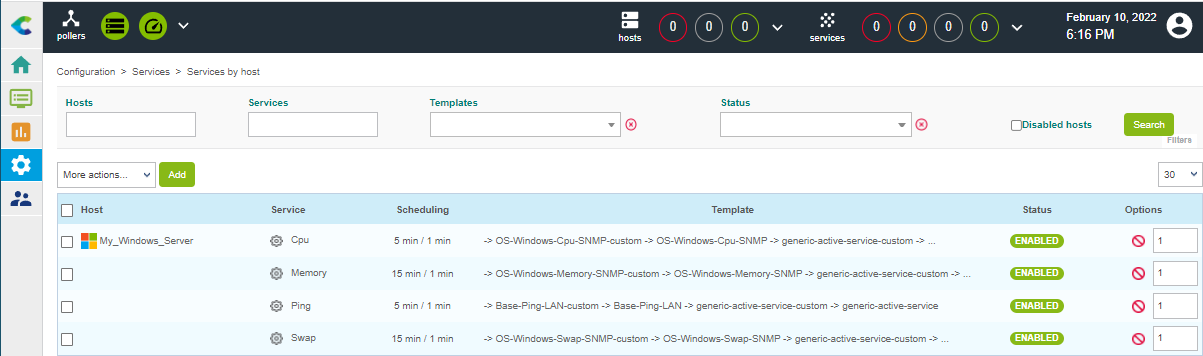 pollers
hosts
0 0 0
services
0 0 0 0
February 10, 2022
6:16 PM
Configuration > Services > Services by host
Hosts Services Templates Status
Disabled hosts Search
Filters
More actions... Add 30
Host Service Scheduling Template Status Options
My_Windows_Server Cpu 5 min / 1 min -> OS-Windows-Cpu-SNMP-custom -> OS-Windows-Cpu-SNMP -> generic-active-service-custom -> ... ENABLED 1
Memory 15 min / 1 min -> OS-Windows-Memory-SNMP-custom -> OS-Windows-Memory-SNMP -> generic-active-service-custom -> ... ENABLED 1
Ping 5 min / 1 min -> Base-Ping-LAN-custom -> Base-Ping-LAN -> generic-active-service-custom -> generic-active-service ENABLED 1
Swap 15 min / 1 min -> OS-Windows-Swap-SNMP-custom -> OS-Windows-Swap-SNMP -> generic-active-service-custom -> ... ENABLED 1